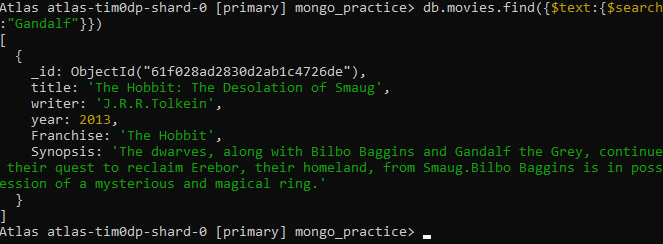 Atlas atlas-tim0dp-shard-0 [primary] mongo_practice> db.movies.find({$text:{$search
:"Gandalf"}})
[
  {
    _id: ObjectId("61f028ad2830d2ab1c4726de"),
    title: 'The Hobbit: The Desolation of Smaug',
    writer: 'J.R.R.Tolkein',
    year: 2013,
    Franchise: 'The Hobbit',
    Synopsis: 'The dwarves, along with Bilbo Baggins and Gandalf the Grey, continue
 their quest to reclaim Erebor, their homeland, from Smaug.Bilbo Baggins is in poss
ession of a mysterious and magical ring.'
  }
]
Atlas atlas-tim0dp-shard-0 [primary] mongo_practice>